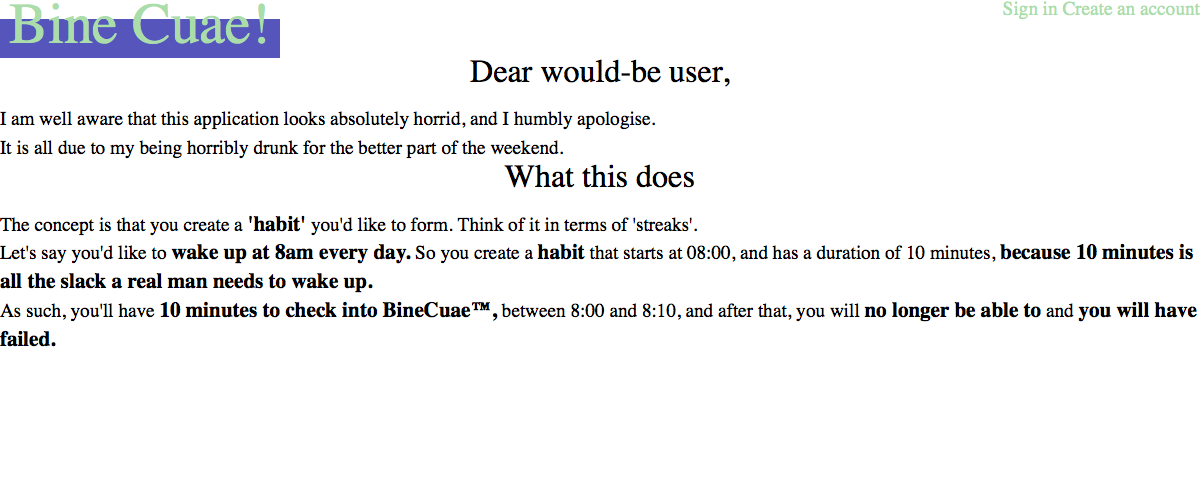 Bine Cuae!
Sign in Create an account
Dear would-be user,
I am well aware that this application looks absolutely horrid, and I humbly apologise.
It is all due to my being horribly drunk for the better part of the weekend.
What this does
The concept is that you create a 'habit' you'd like to form. Think of it in terms of 'streaks'.
Let's say you'd like to wake up at 8am every day. So you create a habit that starts at 08:00, and has a duration of 10 minutes, because 10 minutes is
all the slack a real man needs to wake up.
As such, you'll have 10 minutes to check into BineCuae™, between 8:00 and 8:10, and after that, you will no longer be able to and you will have
failed.